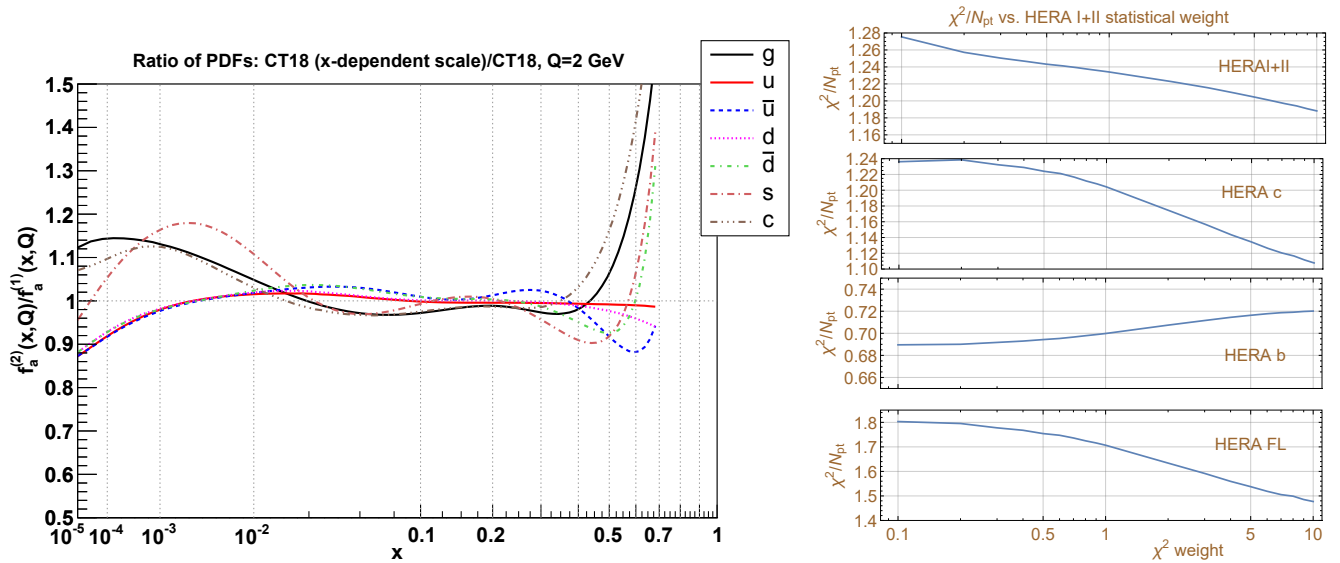 Ratio of PDFs: CT18 (x-dependent scale)/CT18, Q=2 GeV
g
u
u̅
d
d̅
s
c
f_a^(2)(x,Q)/f_a^(1)(x,Q)
1.5
1.4
1.3
1.2
1.1
1
0.9
0.8
0.7
0.6
0.5
10^-5 10^-4 10^-3 10^-2 0.1 0.2 0.5 0.7 1
x
χ²/N_pt vs. HERA I+II statistical weight
χ²/N_pt
1.28
1.26
1.24
1.22
1.20
1.18
1.16
HERAI+II
χ²/N_pt
1.24
1.22
1.20
1.18
1.16
1.14
1.12
1.10
HERA c
χ²/N_pt
0.74
0.72
0.70
0.68
0.66
HERA b
χ²/N_pt
1.8
1.7
1.6
1.5
1.4
HERA FL
0.1 0.5 1 5 10
χ² weight